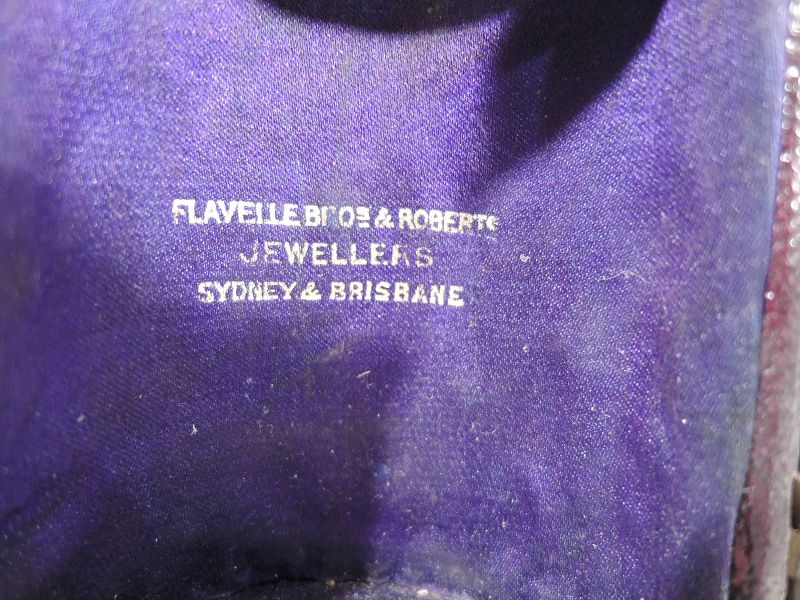 FLAVELLE BROS & ROBERTS
JEWELLERS
SYDNEY & BRISBANE